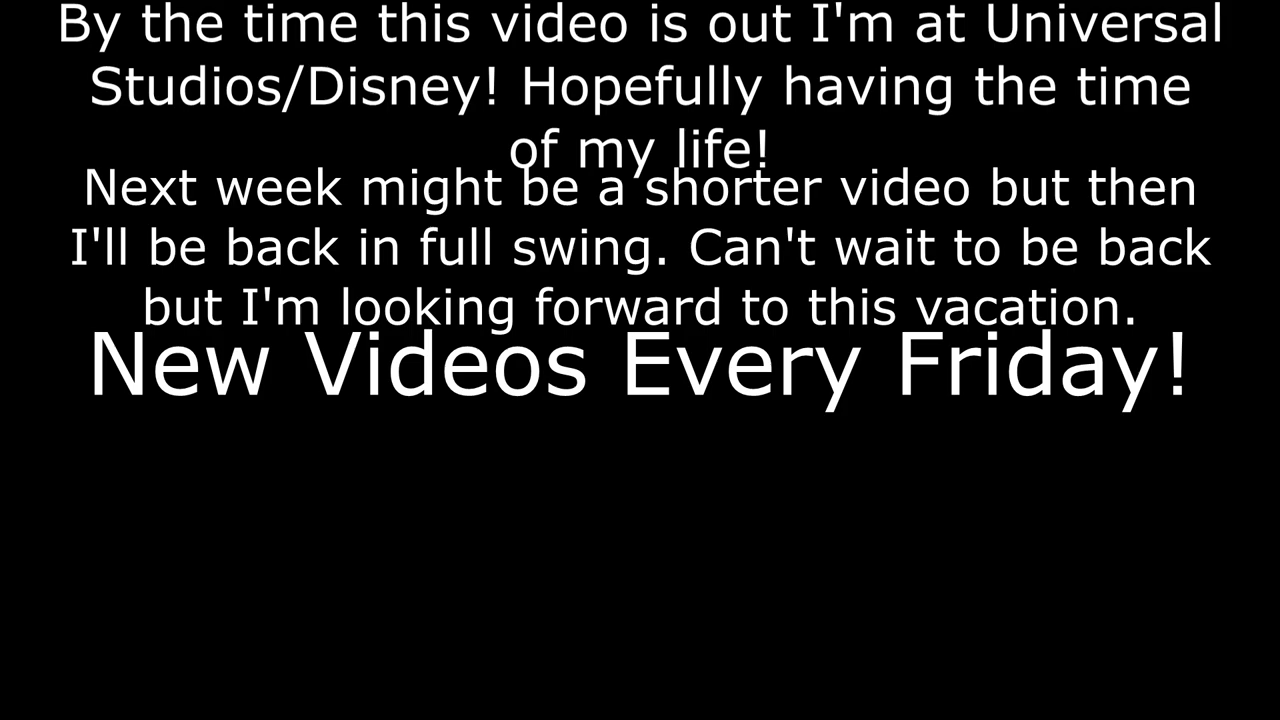 By the time this video is out I'm at Universal
Studios/Disney! Hopefully having the time
of my life!
Next week might be a shorter video but then
I'll be back in full swing. Can't wait to be back
but I'm looking forward to this vacation.
New Videos Every Friday!